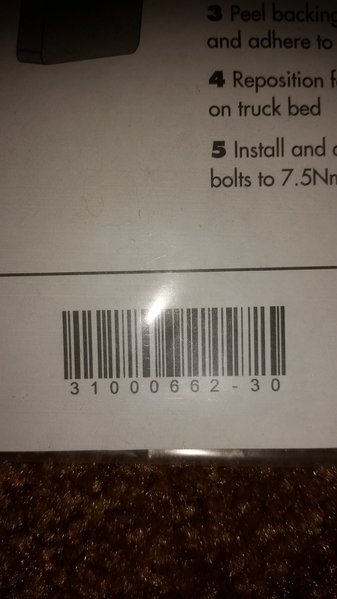 3 Peel backing
and adhere to
4 Reposition
on truck bed
5 Install and
bolts to 7.5Nm
31000662-30